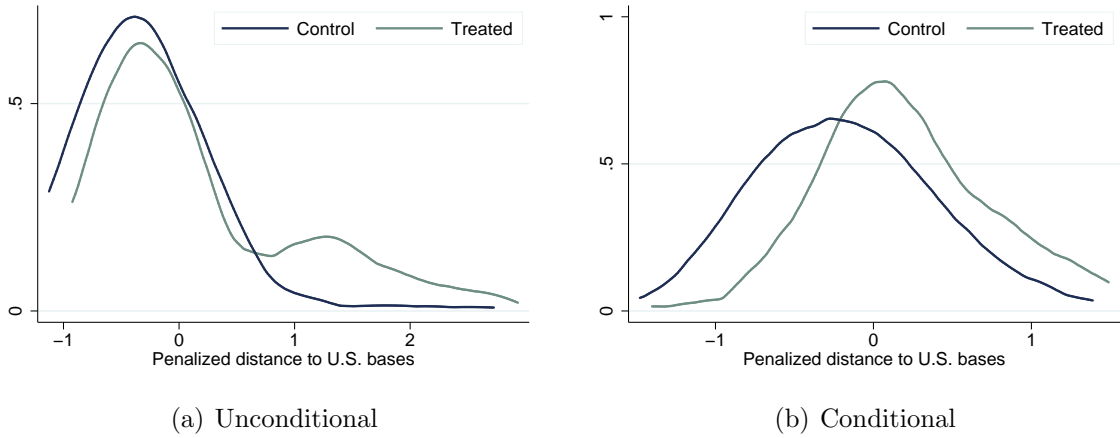 Control Treated
.5
0
−1 0 1 2
Penalized distance to U.S. bases
(a) Unconditional
Control Treated
1
.5
0
−1 0 1
Penalized distance to U.S. bases
(b) Conditional